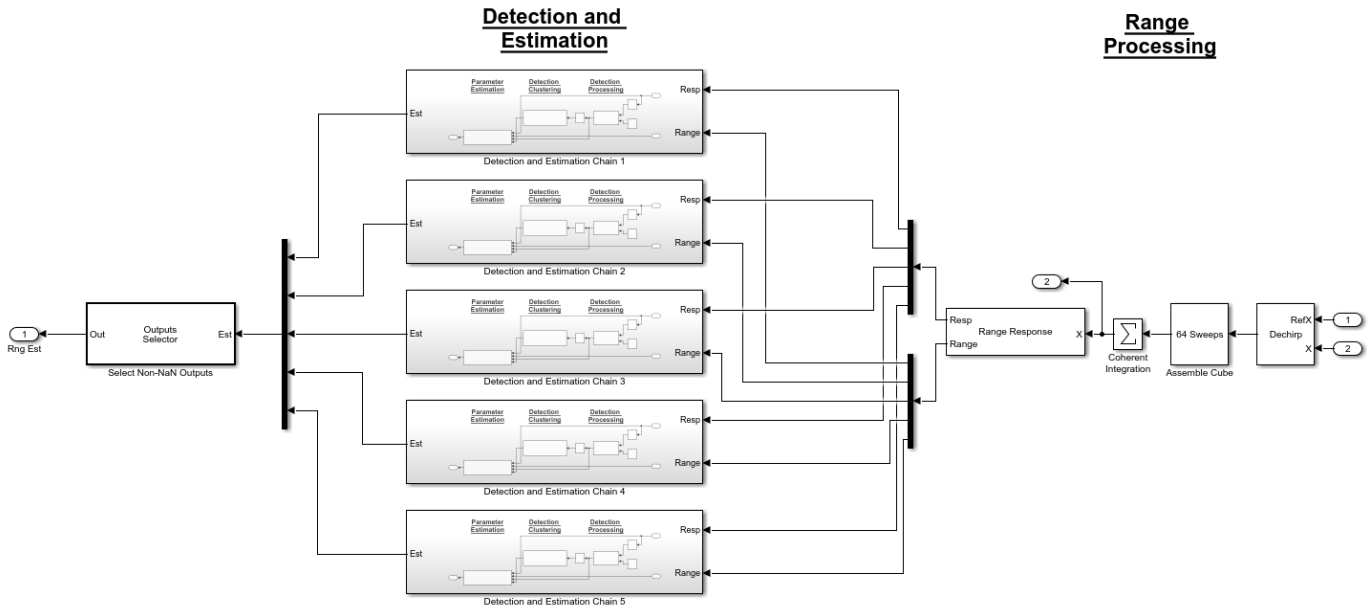 Detection and
Estimation
Range
Processing
Parameter Estimation
Detection Clustering
Detection Processing
Resp
Est
Range
Detection and Estimation Chain 1
Parameter Estimation
Detection Clustering
Detection Processing
Resp
Est
Range
Detection and Estimation Chain 2
Parameter Estimation
Detection Clustering
Detection Processing
Resp
Est
Range
Detection and Estimation Chain 3
Parameter Estimation
Detection Clustering
Detection Processing
Resp
Est
Range
Detection and Estimation Chain 4
Parameter Estimation
Detection Clustering
Detection Processing
Resp
Est
Range
Detection and Estimation Chain 5
1
Rng Est
Out
Outputs
Selector
Est
Select Non-NaN Outputs
2
Resp
Range
Range Response
X
Σ
Coherent
Integration
64 Sweeps
Assemble Cube
RefX
Dechirp
X
1
2